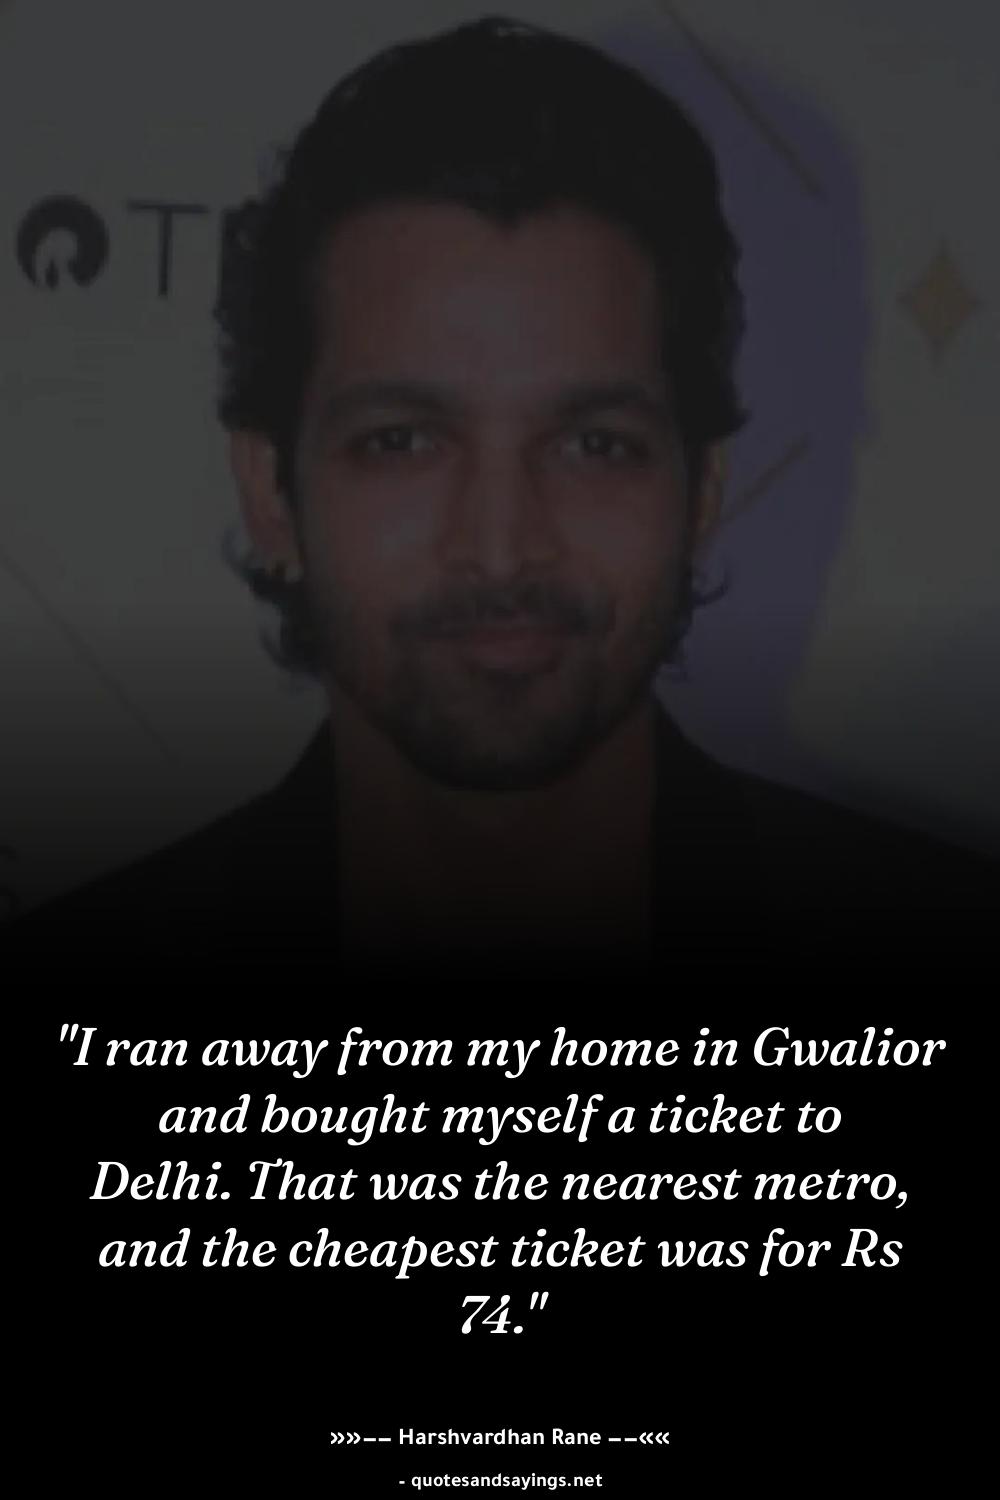 T
"I ran away from my home in Gwalior
and bought myself a ticket to
Delhi. That was the nearest metro,
and the cheapest ticket was for Rs
74."
»»–– Harshvardhan Rane ––««
- quotesandsayings.net